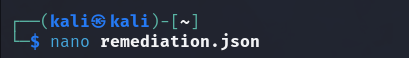 ┌──(kali㉿kali)-[~]
└─$ nano remediation.json